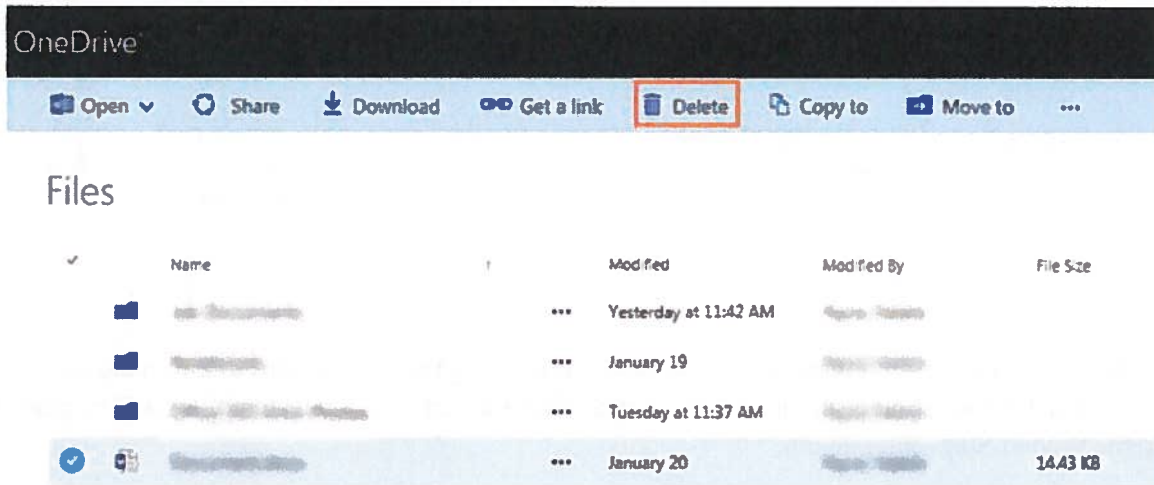 OneDrive
Open Share Download Get a link Delete Copy to Move to ...
Files
Name Modified Modified By File Size
... Yesterday at 11:42 AM
... January 19
... Tuesday at 11:37 AM
... January 20 14.43 KB